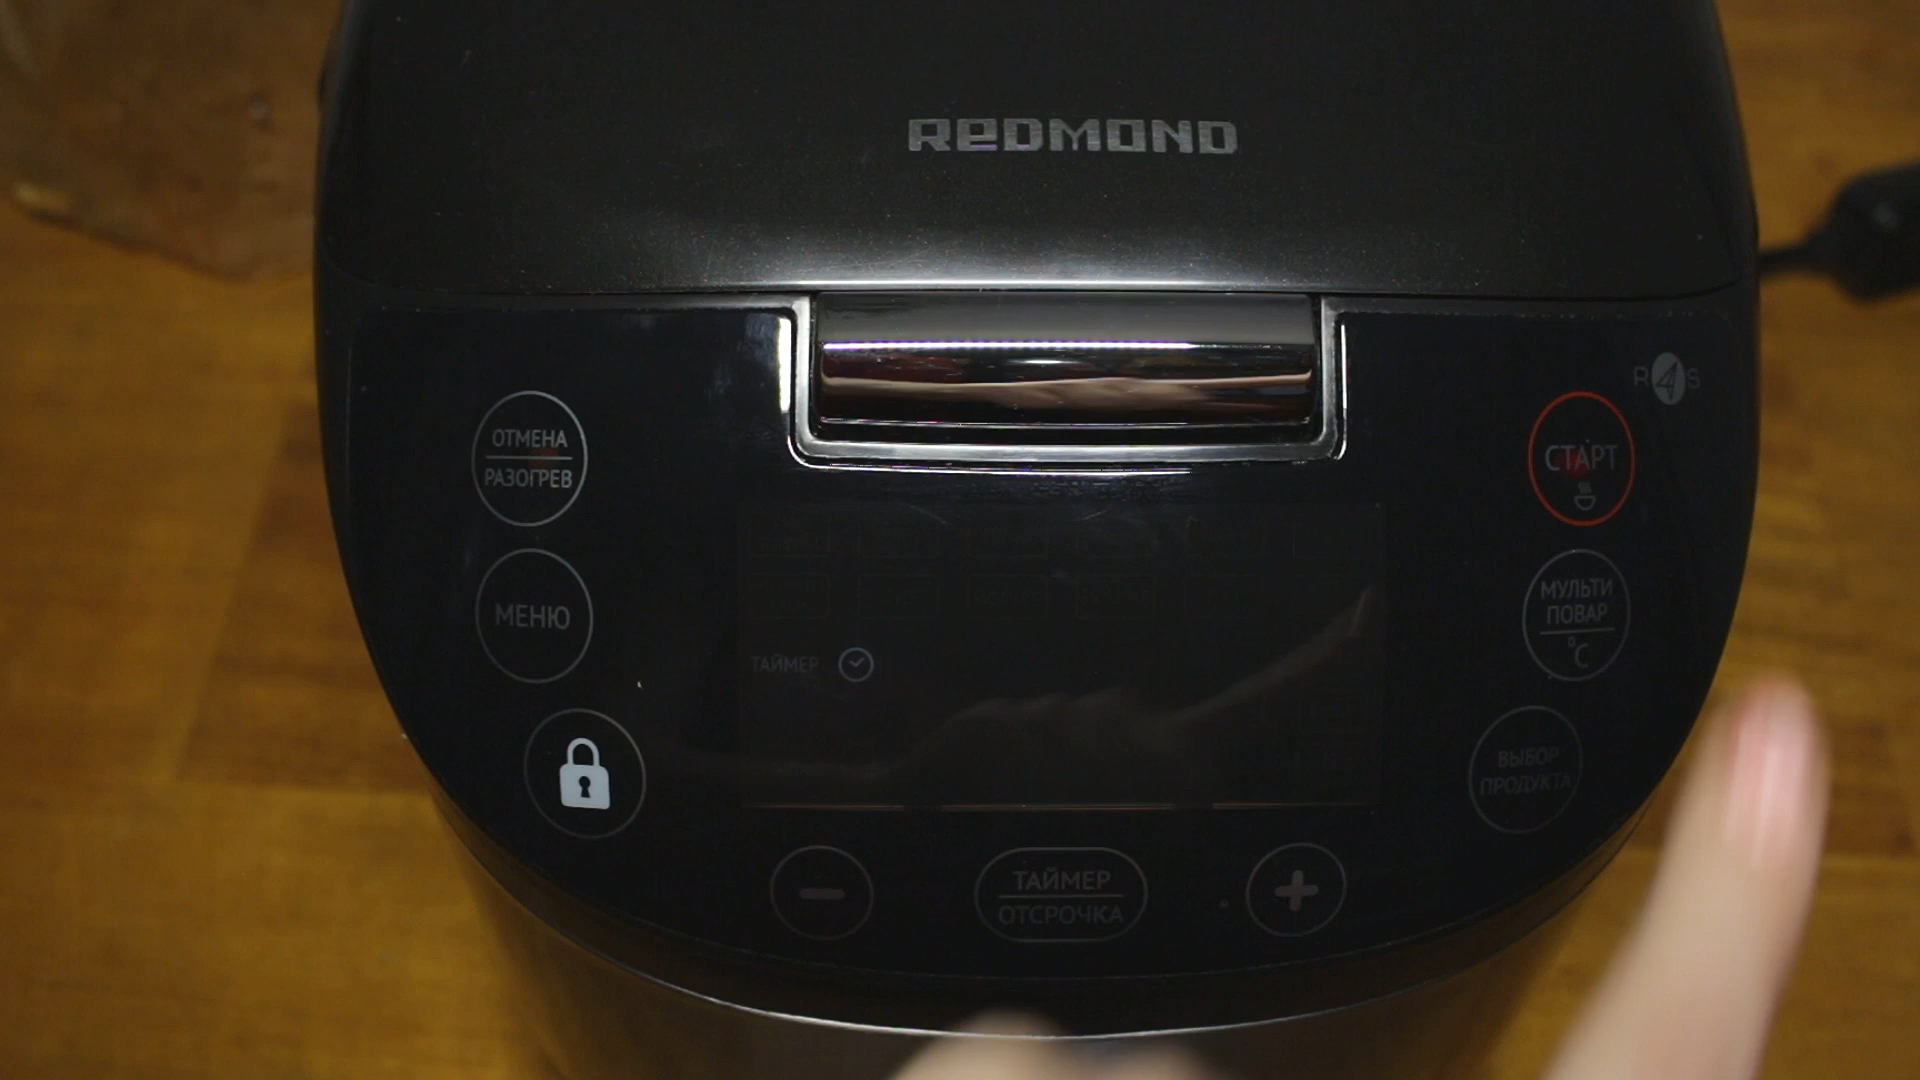 REDMOND
R4S
ОТМЕНА
РАЗОГРЕВ
СТАРТ
МЕНЮ
МУЛЬТИ
ПОВАР
°C
ТАЙМЕР
ВЫБОР
ПРОДУКТА
−
ТАЙМЕР
ОТСРОЧКА
+